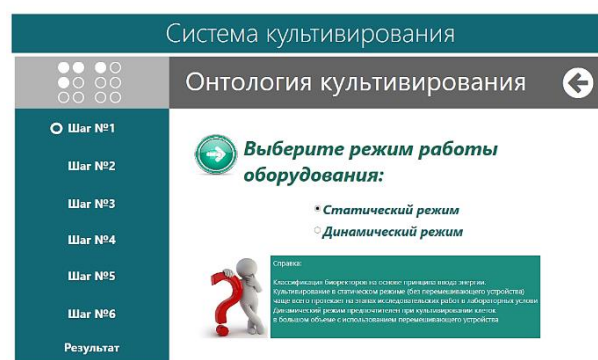 Система культивирования
Онтология культивирования
Шаг №1
Шаг №2
Шаг №3
Шаг №4
Шаг №5
Шаг №6
Результат
Выберите режим работы
оборудования:
Статический режим
Динамический режим
Справка:
Классификация биоректоров на основе принципа ввода энергии.
Культивирование в статическом режиме (без перемешивающего устройства)
чаще всего протекает на этапах исследовательских работ в лабораторных услови
Динамический режим предпочтителен при культивировании клеток
в большом объеме с использованием перемешивающего устройства